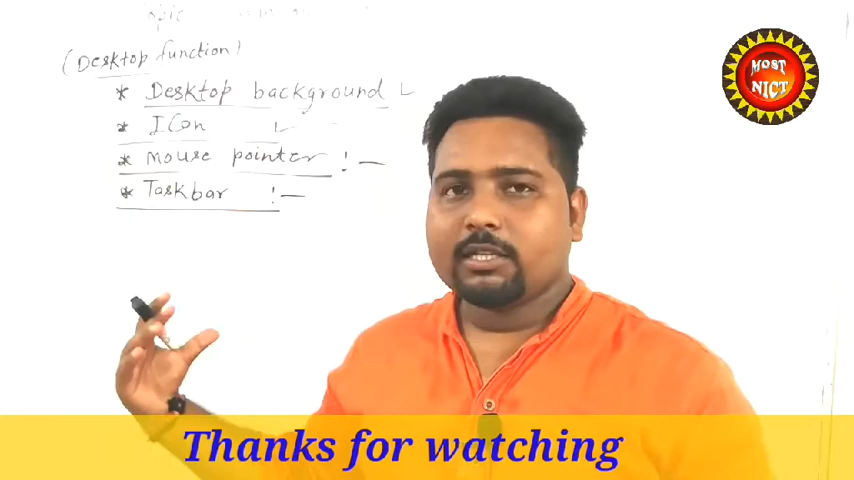 (Desktop function)
* Desktop background
* ICon
* mouse pointer !—
* Taskbar !—
MOST
NICT
Thanks for watching